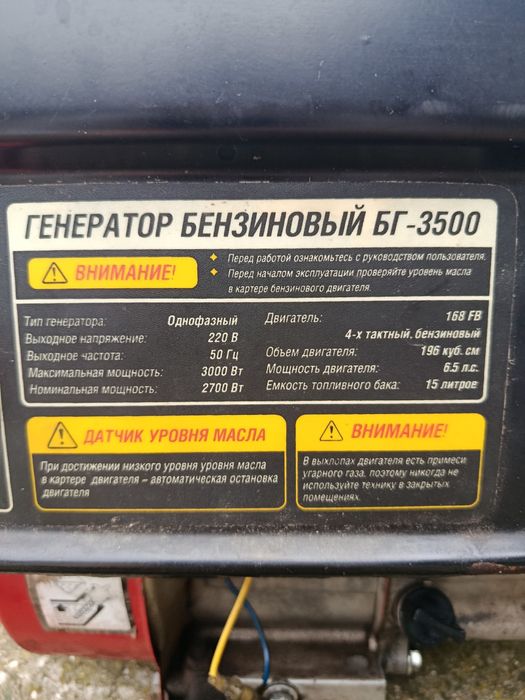 ГЕНЕРАТОР БЕНЗИНОВЫЙ БГ-3500
ВНИМАНИЕ!
Перед работой ознакомьтесь с руководством пользователя.
Перед началом эксплуатации проверяйте уровень масла
в картере бензинового двигателя.
Тип генератора: Однофазный
Выходное напряжение: 220 В
Выходное частота: 50 Гц
Максимальная мощность: 3000 Вт
Номинальная мощность: 2700 Вт
Двигатель: 168 FB
4-х тактный, бензиновый
Объем двигателя: 196 куб. см
Мощность двигателя: 6.5 л.с.
Емкость топливного бака: 15 литров
ДАТЧИК УРОВНЯ МАСЛА
При достижении низкого уровня уровня масла
в картере двигателя – автоматическая остановка
двигателя
ВНИМАНИЕ!
В выхлопах двигателя есть примеси
угарного газа, поэтому никогда не
используйте технику в закрытых
помещениях.